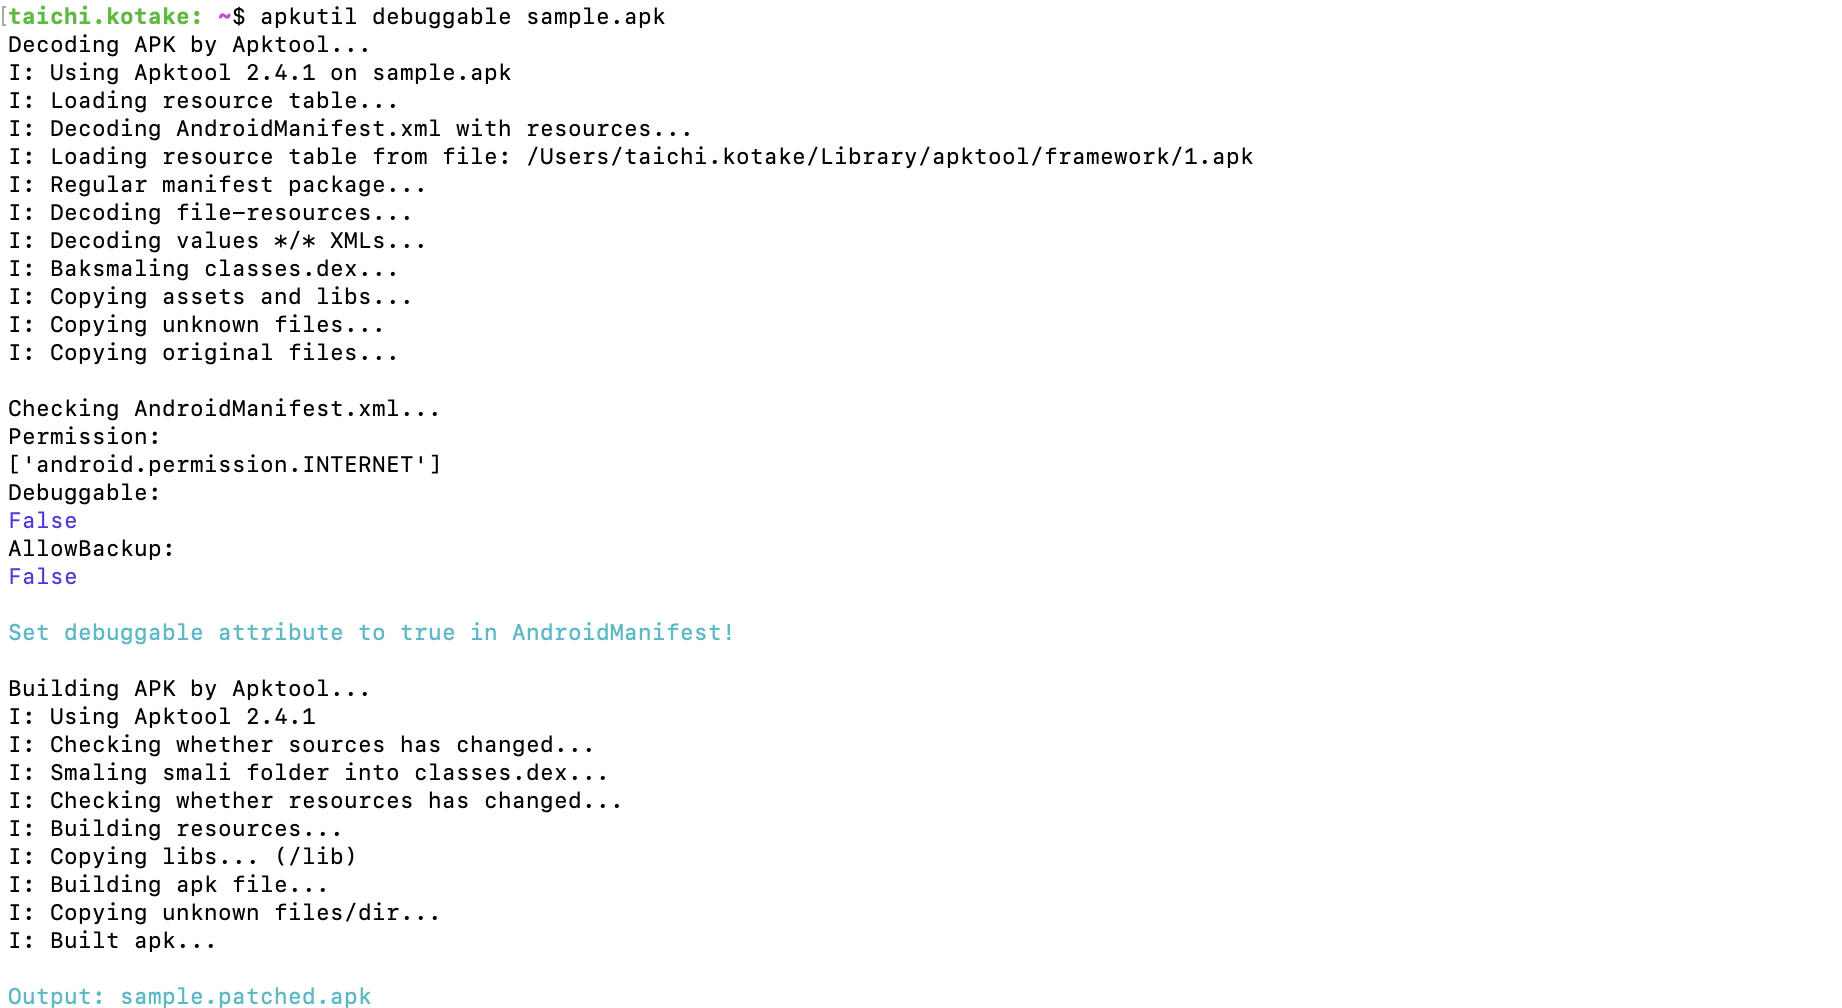 [taichi.kotake: ~$ apkutil debuggable sample.apk
Decoding APK by Apktool...
I: Using Apktool 2.4.1 on sample.apk
I: Loading resource table...
I: Decoding AndroidManifest.xml with resources...
I: Loading resource table from file: /Users/taichi.kotake/Library/apktool/framework/1.apk
I: Regular manifest package...
I: Decoding file-resources...
I: Decoding values */* XMLs...
I: Baksmaling classes.dex...
I: Copying assets and libs...
I: Copying unknown files...
I: Copying original files...
Checking AndroidManifest.xml...
Permission:
['android.permission.INTERNET']
Debuggable:
False
AllowBackup:
False
Set debuggable attribute to true in AndroidManifest!
Building APK by Apktool...
I: Using Apktool 2.4.1
I: Checking whether sources has changed...
I: Smaling smali folder into classes.dex...
I: Checking whether resources has changed...
I: Building resources...
I: Copying libs... (/lib)
I: Building apk file...
I: Copying unknown files/dir...
I: Built apk...
Output: sample.patched.apk